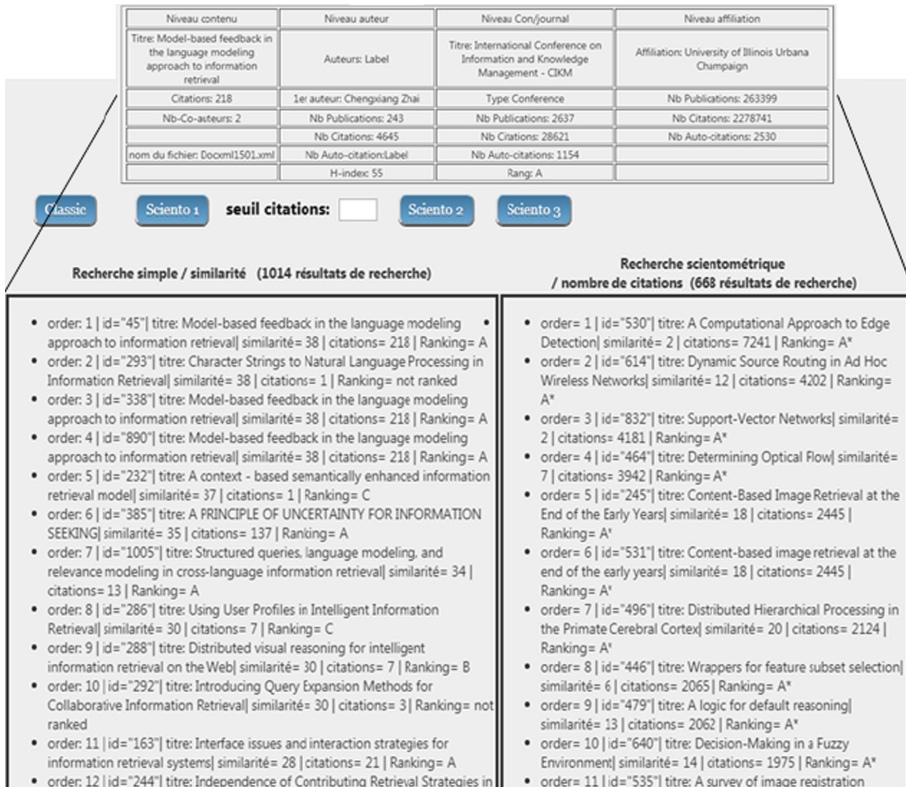 Niveau contenu Niveau auteur Niveau Con/journal Niveau affiliation
Titre: Model-based feedback in
the language modeling
approach to information
retrieval
Auteurs: Label
Titre: International Conference on
Information and Knowledge
Management - CIKM
Affiliation: University of Illinois Urbana
Champaign
Citations: 218 1er auteur: Chengxiang Zhai Type: Conference Nb Publications: 263399
Nb-Co-auteurs: 2 Nb Publications: 243 Nb Publications: 2637 Nb Citations: 2278741
Nb Citations: 4645 Nb Citations: 28621 Nb Auto-citations: 2530
nom du fichier: Docxml1501.xml Nb Auto-citation:Label Nb Auto-citations: 1154
H-index: 55 Rang: A
Classic Sciento 1 seuil citations: Sciento 2 Sciento 3
Recherche simple / similarité (1014 résultats de recherche)
• order: 1 | id="45"| titre: Model-based feedback in the language modeling
approach to information retrieval| similarité= 38 | citations= 218 | Ranking= A
• order: 2 | id="293"| titre: Character Strings to Natural Language Processing in
Information Retrieval| similarité= 38 | citations= 1 | Ranking= not ranked
• order: 3 | id="338"| titre: Model-based feedback in the language modeling
approach to information retrieval| similarité= 38 | citations= 218 | Ranking= A
• order: 4 | id="890"| titre: Model-based feedback in the language modeling
approach to information retrieval| similarité= 38 | citations= 218 | Ranking= A
• order: 5 | id="232"| titre: A context - based semantically enhanced information
retrieval model| similarité= 37 | citations= 1 | Ranking= C
• order: 6 | id="385"| titre: A PRINCIPLE OF UNCERTAINTY FOR INFORMATION
SEEKING| similarité= 35 | citations= 137 | Ranking= A
• order: 7 | id="1005"| titre: Structured queries, language modeling, and
relevance modeling in cross-language information retrieval| similarité= 34 |
citations= 13 | Ranking= A
• order: 8 | id="286"| titre: Using User Profiles in Intelligent Information
Retrieval| similarité= 30 | citations= 7 | Ranking= C
• order: 9 | id="288"| titre: Distributed visual reasoning for intelligent
information retrieval on the Web| similarité= 30 | citations= 7 | Ranking= B
• order: 10 | id="292"| titre: Introducing Query Expansion Methods for
Collaborative Information Retrieval| similarité= 30 | citations= 3| Ranking= not
ranked
• order: 11 | id="163"| titre: Interface issues and interaction strategies for
information retrieval systems| similarité= 28 | citations= 21 | Ranking= A
• order: 12 | id="244"| titre: Independence of Contributing Retrieval Strategies in
Recherche scientométrique
/ nombre de citations (668 résultats de recherche)
• order= 1 | id="530"| titre: A Computational Approach to Edge
Detection| similarité= 2 | citations= 7241 | Ranking= A*
• order= 2 | id="614"| titre: Dynamic Source Routing in Ad Hoc
Wireless Networks| similarité= 12 | citations= 4202 | Ranking=
A*
• order= 3 | id="832"| titre: Support-Vector Networks| similarité=
2 | citations= 4181 | Ranking= A*
• order= 4 | id="464"| titre: Determining Optical Flow| similarité=
7 | citations= 3942 | Ranking= A*
• order= 5 | id="245"| titre: Content-Based Image Retrieval at the
End of the Early Years| similarité= 18 | citations= 2445 |
Ranking= A*
• order= 6 | id="531"| titre: Content-based image retrieval at the
end of the early years| similarité= 18 | citations= 2445 |
Ranking= A*
• order= 7 | id="496"| titre: Distributed Hierarchical Processing in
the Primate Cerebral Cortex| similarité= 20 | citations= 2124 |
Ranking= A*
• order= 8 | id="446"| titre: Wrappers for feature subset selection|
similarité= 6 | citations= 2065 | Ranking= A*
• order= 9 | id="479"| titre: A logic for default reasoning|
similarité= 13 | citations= 2062 | Ranking= A*
• order= 10 | id="640"| titre: Decision-Making in a Fuzzy
Environment| similarité= 14 | citations= 1975 | Ranking= A*
• order= 11 | id="535"| titre: A survey of image registration